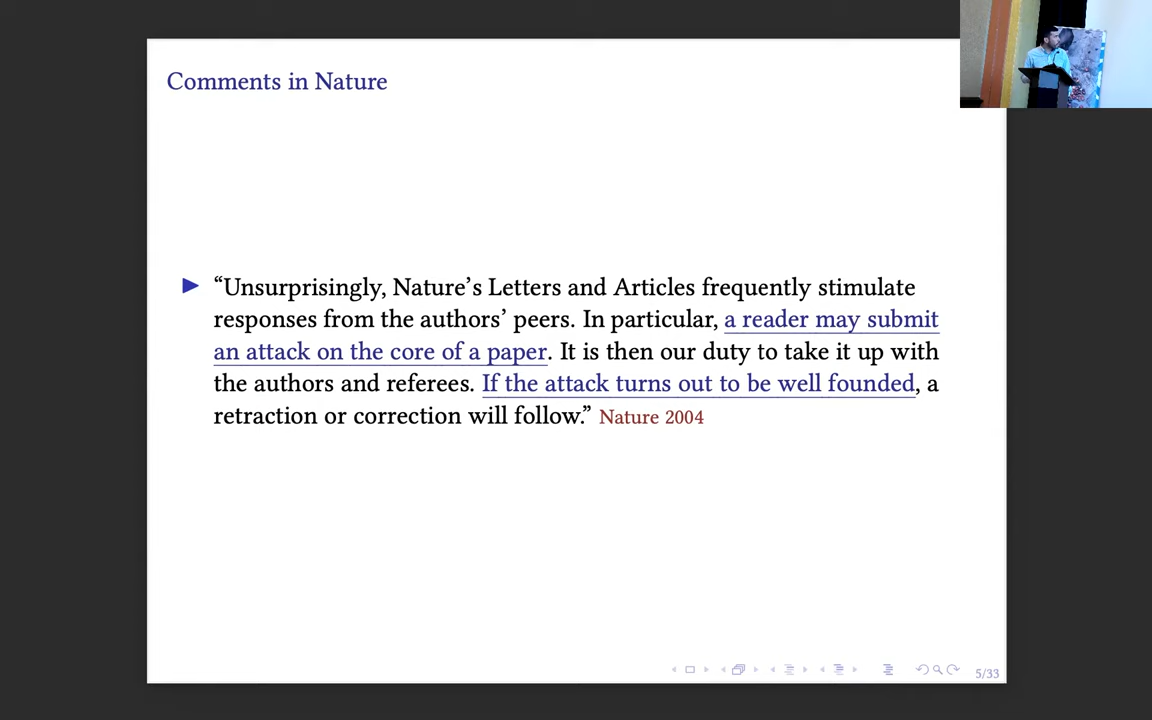 Comments in Nature
“Unsurprisingly, Nature’s Letters and Articles frequently stimulate
responses from the authors’ peers. In particular, a reader may submit
an attack on the core of a paper. It is then our duty to take it up with
the authors and referees. If the attack turns out to be well founded, a
retraction or correction will follow.” Nature 2004
5/33